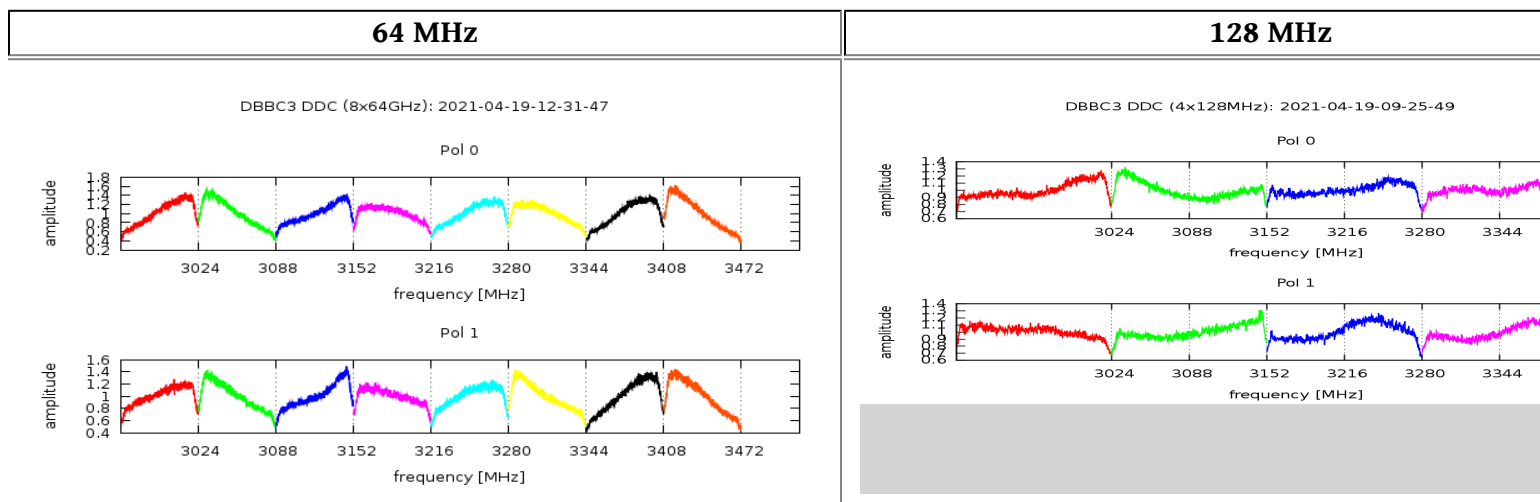 64 MHz
128 MHz
DBBC3 DDC (8x64GHz): 2021-04-19-12-31-47
Pol 0
1.8
1.6
1.4
1.2
1
0.8
0.6
0.4
0.2
amplitude
3024 3088 3152 3216 3280 3344 3408 3472
frequency [MHz]
Pol 1
1.6
1.4
1.2
1
0.8
0.6
0.4
amplitude
3024 3088 3152 3216 3280 3344 3408 3472
frequency [MHz]
DBBC3 DDC (4x128MHz): 2021-04-19-09-25-49
Pol 0
1.4
1.3
1.2
1.1
1
0.9
0.8
0.7
0.6
amplitude
3024 3088 3152 3216 3280 3344
frequency [MHz]
Pol 1
1.4
1.3
1.2
1.1
1
0.9
0.8
0.7
0.6
amplitude
3024 3088 3152 3216 3280 3344
frequency [MHz]